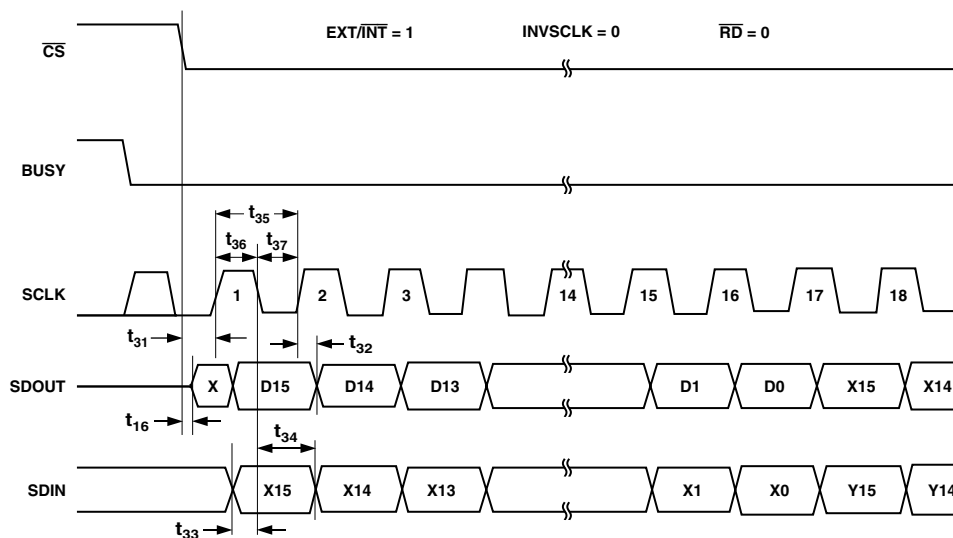 EXT/INT = 1 INVSCLK = 0 RD = 0
CS
BUSY
t35
t36 t37
SCLK 1 2 3 14 15 16 17 18
t31 t32
SDOUT X D15 D14 D13 D1 D0 X15 X14
t16
t34
SDIN X15 X14 X13 X1 X0 Y15 Y14
t33